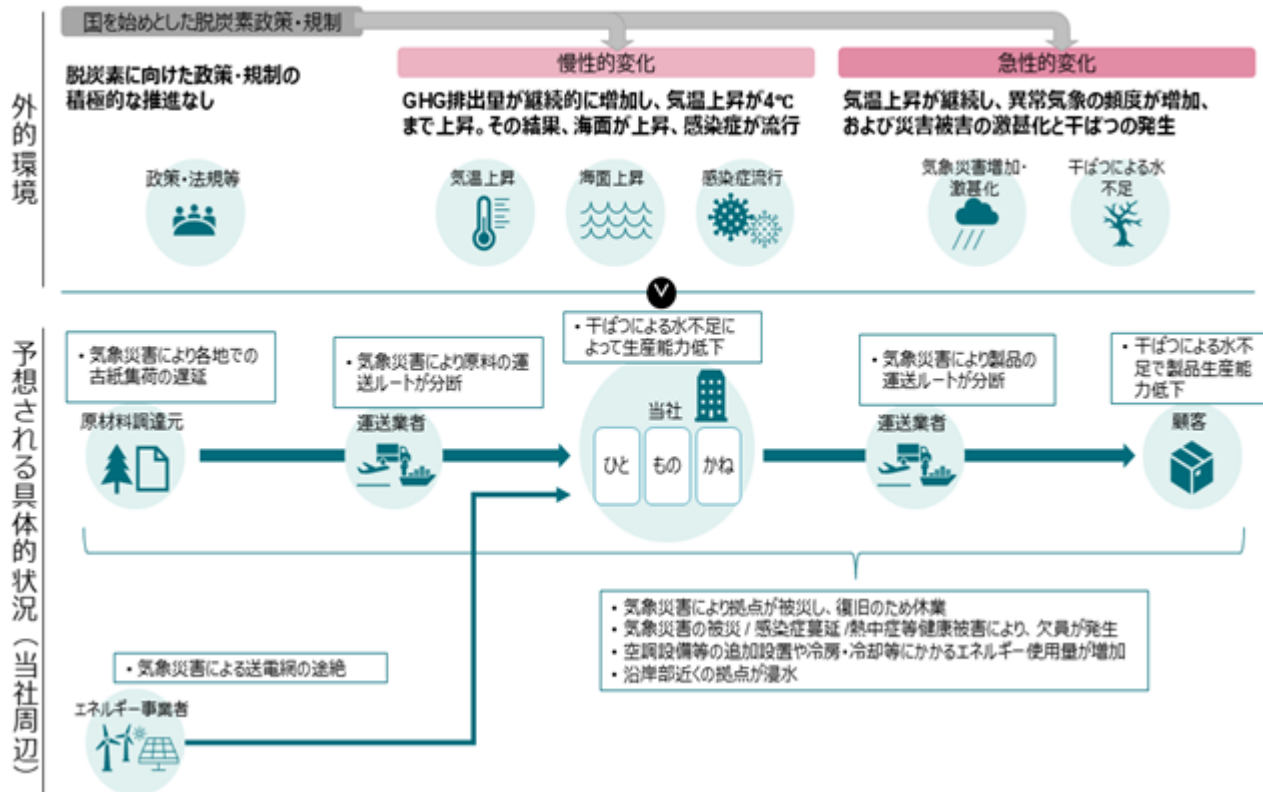 国を始めとした脱炭素政策・規制
慢性的変化
急性的変化
外的環境
脱炭素に向けた政策・規制の
積極的な推進なし
GHG排出量が継続的に増加し、気温上昇が4℃
まで上昇。その結果、海面が上昇、感染症が流行
気温上昇が継続し、異常気象の頻度が増加、
および災害被害の激甚化と干ばつの発生
政策・法規等
気温上昇
海面上昇
感染症流行
気象災害増加・
激甚化
干ばつによる水
不足
予想される具体的状況（当社周辺）
・気象災害により各地での
古紙集荷の遅延
・気象災害により原料の運
送ルートが分断
・干ばつによる水不足に
よって生産能力低下
・気象災害により製品の
運送ルートが分断
・干ばつによる水不
足で製品生産能
力低下
原材料調達元
運送業者
当社
ひと
もの
かね
運送業者
顧客
・気象災害により拠点が被災し、復旧のため休業
・気象災害の被災/感染症蔓延/熱中症等健康被害により、欠員が発生
・空調設備等の追加設置や冷房・冷却等にかかるエネルギー使用量が増加
・沿岸部近くの拠点が浸水
・気象災害による送電網の途絶
エネルギー事業者